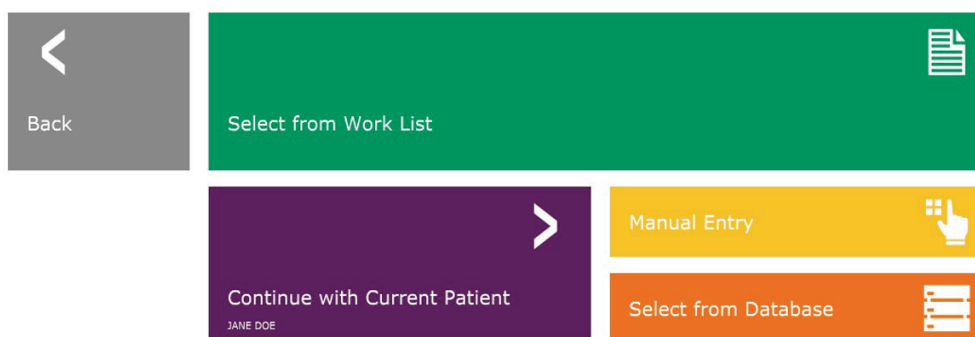 Back
Select from Work List
Continue with Current Patient
JANE DOE
Manual Entry
Select from Database